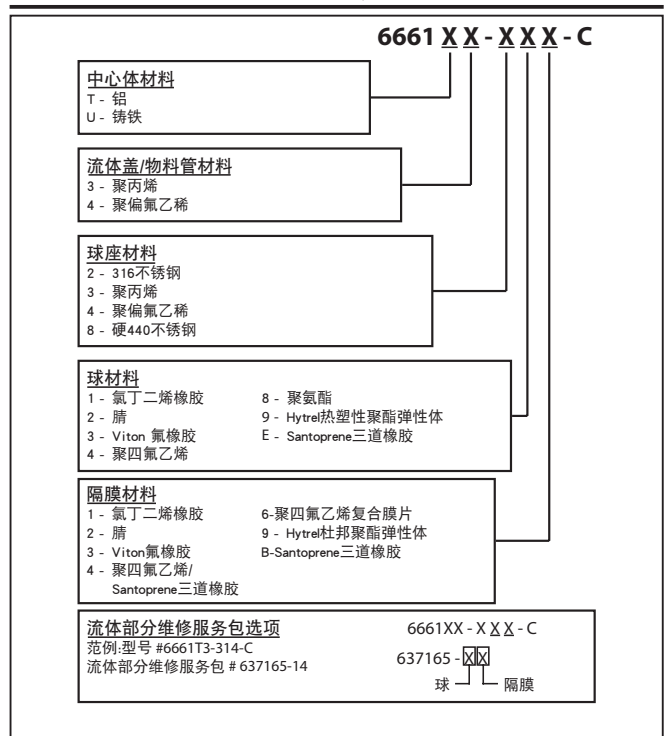 6661 X X - X X X - C
中心体材料
T - 铝
U - 铸铁
流体盖/物料管材料
3 - 聚丙烯
4 - 聚偏氟乙稀
球座材料
2 - 316不锈钢
3 - 聚丙烯
4 - 聚偏氟乙稀
8 - 硬440不锈钢
球材料
1 - 氯丁二烯橡胶
2 - 腈
3 - Viton 氟橡胶
4 - 聚四氟乙烯
8 - 聚氨酯
9 - Hytrel热塑性聚酯弹性体
E - Santoprene三道橡胶
隔膜材料
1 - 氯丁二烯橡胶
2 - 腈
3 - Viton氟橡胶
4 - 聚四氟乙烯/
Santoprene三道橡胶
6-聚四氟乙烯复合膜片
9 - Hytrel杜邦聚酯弹性体
B-Santoprene三道橡胶
流体部分维修服务包选项
范例:型号 #6661T3-314-C
流体部分维修服务包 # 637165-14
6661XX - X X X - C
637165 - XX
球 隔膜